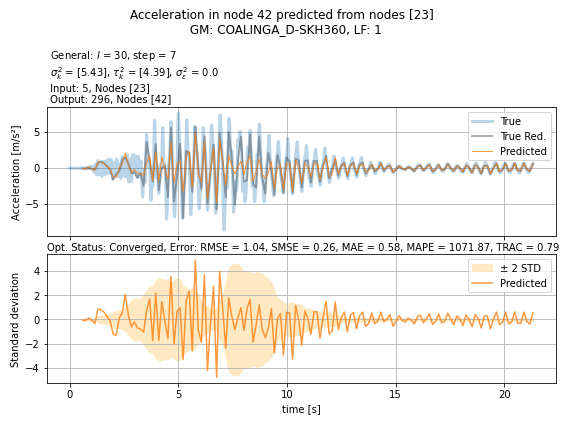 Acceleration in node 42 predicted from nodes [23]
GM: COALINGA_D-SKH360, LF: 1
General: l = 30, step = 7
σ²ₖ = [5.43], τ²ₖ = [4.39], σ²ε = 0.0
Input: 5, Nodes [23]
Output: 296, Nodes [42]
Acceleration [m/s²]
5
0
−5
True
True Red.
Predicted
Opt. Status: Converged, Error: RMSE = 1.04, SMSE = 0.26, MAE = 0.58, MAPE = 1071.87, TRAC = 0.79
Standard deviation
4
2
0
−2
−4
± 2 STD
Predicted
0 5 10 15 20
time [s]